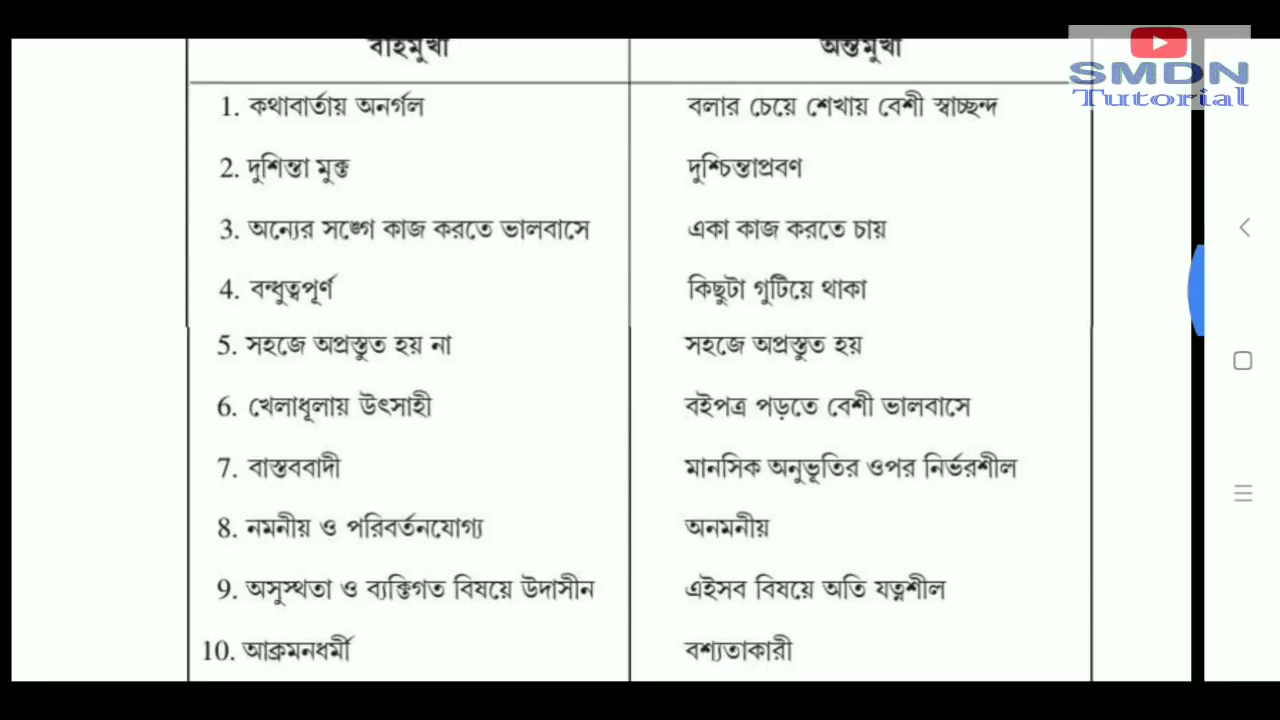 বহির্মুখী অন্তর্মুখী
SMDN
Tutorial
1. কথাবার্তায় অনর্গল বলার চেয়ে শেখায় বেশী স্বাচ্ছন্দ
2. দুশিন্তা মুক্ত দুশ্চিন্তাপ্রবণ
3. অন্যের সঙ্গে কাজ করতে ভালবাসে একা কাজ করতে চায়
4. বন্ধুত্বপূর্ণ কিছুটা গুটিয়ে থাকা
5. সহজে অপ্রস্তুত হয় না সহজে অপ্রস্তুত হয়
6. খেলাধূলায় উৎসাহী বইপত্র পড়তে বেশী ভালবাসে
7. বাস্তববাদী মানসিক অনুভূতির ওপর নির্ভরশীল
8. নমনীয় ও পরিবর্তনযোগ্য অনমনীয়
9. অসুস্থতা ও ব্যক্তিগত বিষয়ে উদাসীন এইসব বিষয়ে অতি যত্নশীল
10. আক্রমনধর্মী বশ্যতাকারী